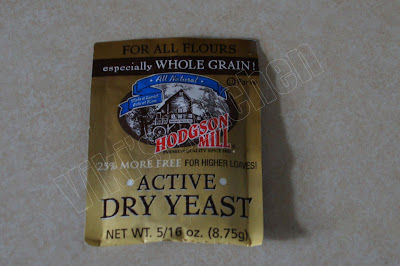 FOR ALL FLOURS
especially WHOLE GRAIN!
All Natural
Parve
HODGSON
MILL
25% MORE FREE FOR HIGHER LOAVES!
• ACTIVE •
DRY YEAST
NET WT. 5/16 oz. (8.75g)